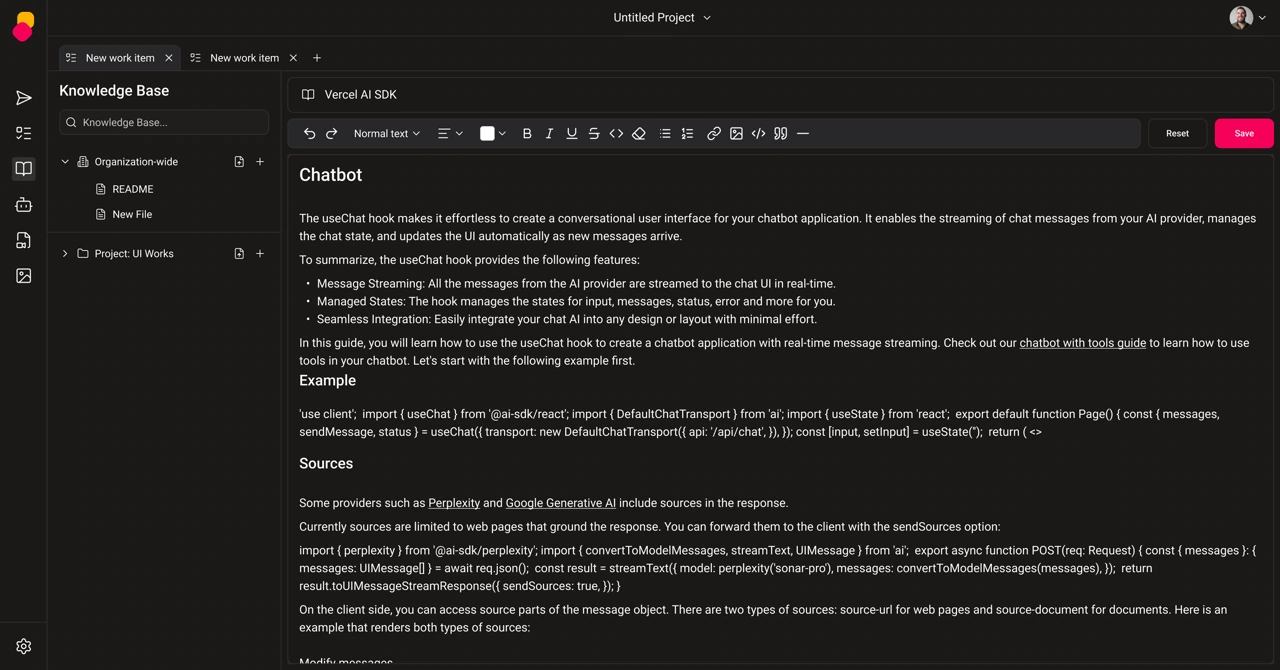 Untitled Project
New work item
New work item
Knowledge Base
Knowledge Base...
Organization-wide
README
New File
Project: UI Works
Vercel AI SDK
Normal text
Reset
Save
Chatbot
The useChat hook makes it effortless to create a conversational user interface for your chatbot application. It enables the streaming of chat messages from your AI provider, manages
the chat state, and updates the UI automatically as new messages arrive.
To summarize, the useChat hook provides the following features:
• Message Streaming: All the messages from the AI provider are streamed to the chat UI in real-time.
• Managed States: The hook manages the states for input, messages, status, error and more for you.
• Seamless Integration: Easily integrate your chat AI into any design or layout with minimal effort.
In this guide, you will learn how to use the useChat hook to create a chatbot application with real-time message streaming. Check out our chatbot with tools guide to learn how to use
tools in your chatbot. Let's start with the following example first.
Example
'use client';  import { useChat } from '@ai-sdk/react'; import { DefaultChatTransport } from 'ai'; import { useState } from 'react';  export default function Page() { const { messages,
sendMessage, status } = useChat({ transport: new DefaultChatTransport({ api: '/api/chat', }), }); const [input, setInput] = useState('');  return ( <>
Sources
Some providers such as Perplexity and Google Generative AI include sources in the response.
Currently sources are limited to web pages that ground the response. You can forward them to the client with the sendSources option:
import { perplexity } from '@ai-sdk/perplexity'; import { convertToModelMessages, streamText, UIMessage } from 'ai';  export async function POST(req: Request) { const { messages }: {
messages: UIMessage[] } = await req.json();  const result = streamText({ model: perplexity('sonar-pro'), messages: convertToModelMessages(messages), });  return
result.toUIMessageStreamResponse({ sendSources: true, }); }
On the client side, you can access source parts of the message object. There are two types of sources: source-url for web pages and source-document for documents. Here is an
example that renders both types of sources:
Modify messages